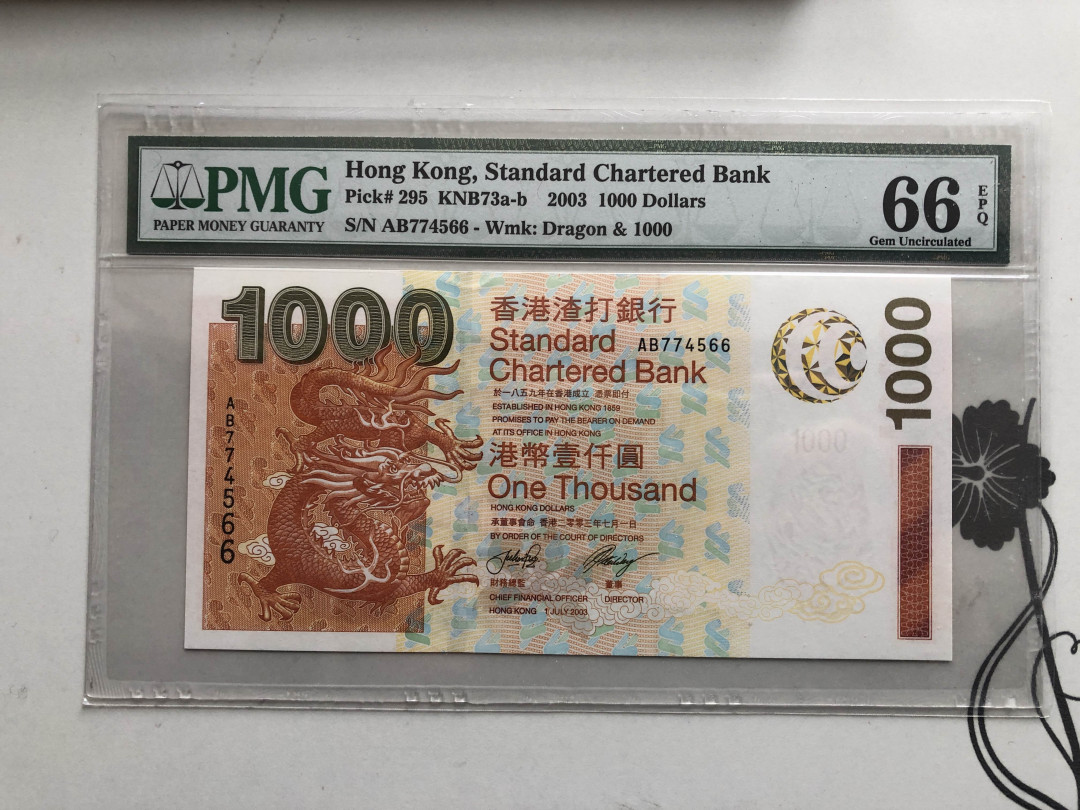 PMG
PAPER MONEY GUARANTY
Hong Kong, Standard Chartered Bank
Pick# 295 KNB73a-b 2003 1000 Dollars
S/N AB774566 - Wmk: Dragon & 1000
66
EPQ
Gem Uncirculated
1000
香港渣打銀行
Standard
Chartered Bank
AB774566
於一八五九年在香港成立 憑票即付
ESTABLISHED IN HONG KONG 1859
PROMISES TO PAY THE BEARER ON DEMAND
AT ITS OFFICE IN HONG KONG
港幣壹仟圓
One Thousand
HONG KONG DOLLARS
承董事會命 香港二零零三年七月一日
BY ORDER OF THE COURT OF DIRECTORS
財務總監
董事
CHIEF FINANCIAL OFFICER
DIRECTOR
HONG KONG 1 JULY 2003
AB774566
1000
1000